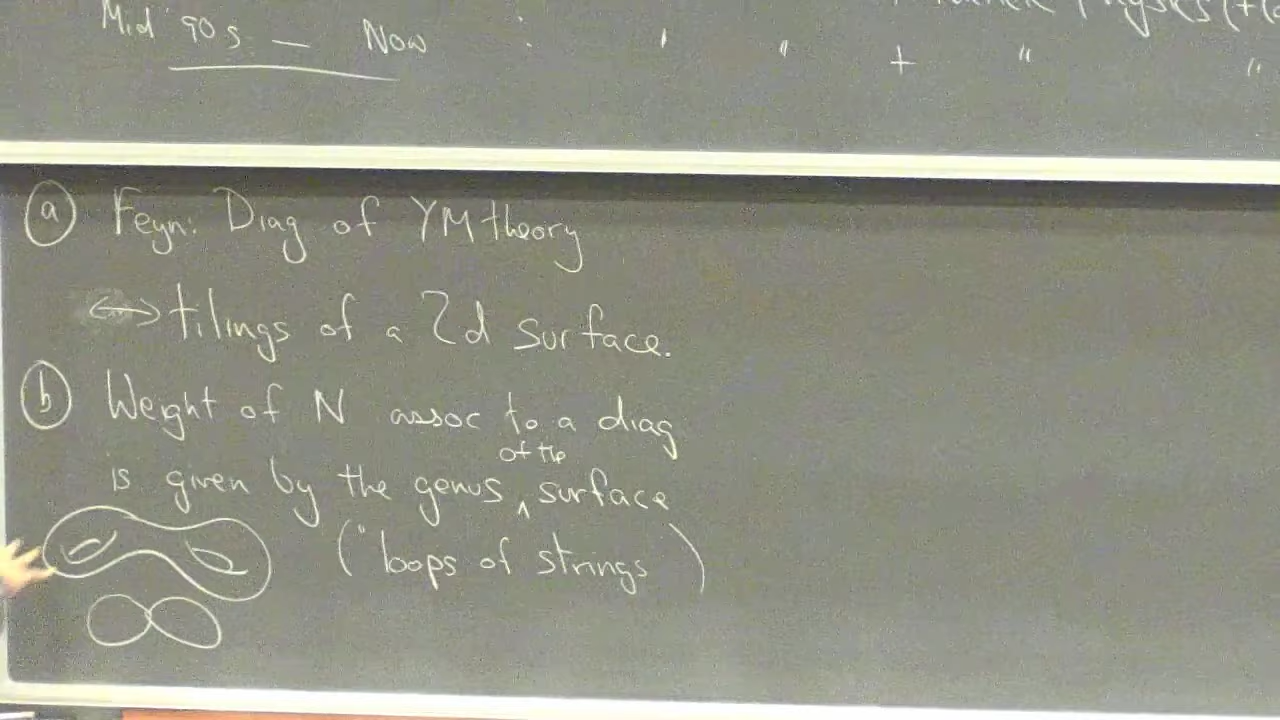 Mid 90s — Now : ' " + " "
Physics (+
ⓐ Feyn: Diag of YM theory
↔ tilings of a 2d surface.
ⓑ Weight of N assoc to a diag
of the
is given by the genus ‸ surface
(" loops of strings )